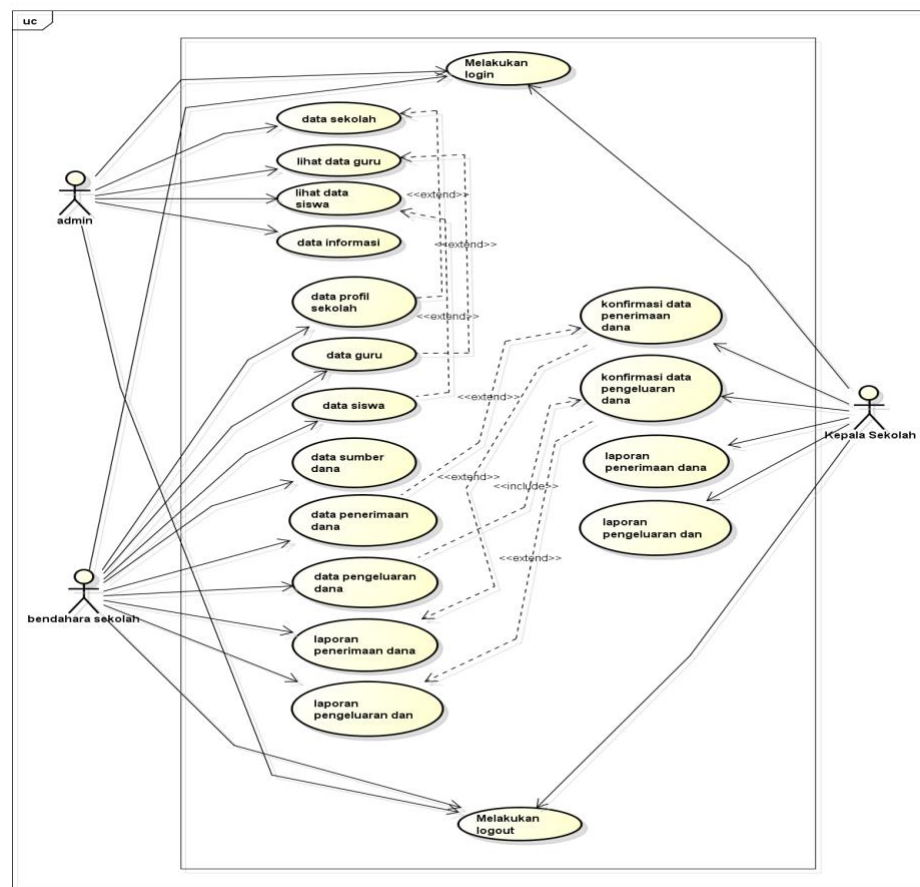 uc
Melakukan
login
data sekolah
lihat data guru
lihat data
siswa
<<extend>>
admin
data informasi
<<extend>>
data profil
sekolah
<<extend>>
konfirmasi data
penerimaan
dana
data guru
data siswa
<<extend>>
konfirmasi data
pengeluaran
dana
Kepala Sekolah
data sumber
dana
<<extend>>
<<include>>
laporan
penerimaan dana
data penerimaan
dana
laporan
pengeluaran dan
<<extend>>
data pengeluaran
dana
bendahara sekolah
laporan
penerimaan dana
laporan
pengeluaran dan
Melakukan
logout